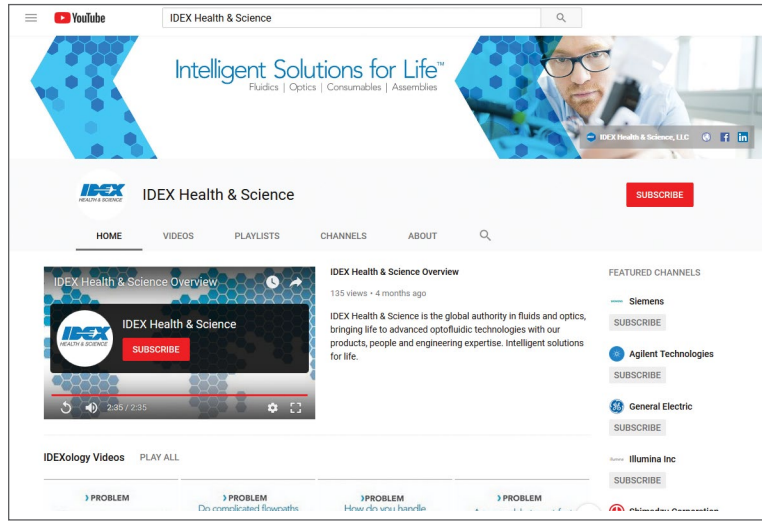 YouTube
IDEX Health & Science
Intelligent Solutions for Life™
Fluidics | Optics | Consumables | Assemblies
IDEX Health & Science, LLC
IDEX
HEALTH & SCIENCE
IDEX Health & Science
SUBSCRIBE
HOME VIDEOS PLAYLISTS CHANNELS ABOUT
IDEX Health & Science Overview
IDEX
HEALTH & SCIENCE
IDEX Health & Science
SUBSCRIBE
2:35 / 2:35
IDEX Health & Science Overview
135 views • 4 months ago
IDEX Health & Science is the global authority in fluids and optics,
bringing life to advanced optofluidic technologies with our
products, people and engineering expertise. Intelligent solutions
for life.
FEATURED CHANNELS
Siemens
SUBSCRIBE
Agilent Technologies
SUBSCRIBE
General Electric
SUBSCRIBE
Illumina Inc
SUBSCRIBE
Shimadzu Corporation
IDEXology Videos PLAY ALL
PROBLEM
PROBLEM
Do complicated flowpaths
PROBLEM
How do you handle
PROBLEM